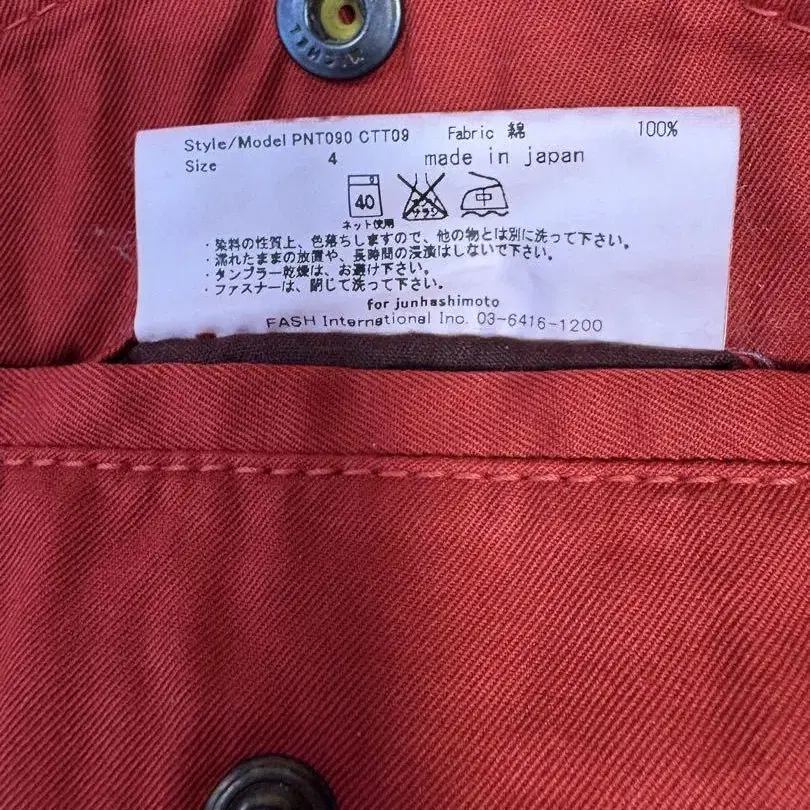 Style/Model PNT090 CTT09 Fabric 綿 100%
Size 4 made in japan
40 中
ネット使用
・染料の性質上、色落ちしますので、他の物とは別に洗って下さい。
・濡れたままの放置や、長時間の浸漬はしないで下さい。
・タンブラー乾燥は、お避け下さい。
・ファスナーは、閉じて洗って下さい。
for junhashimoto
FASH International Inc. 03-6416-1200